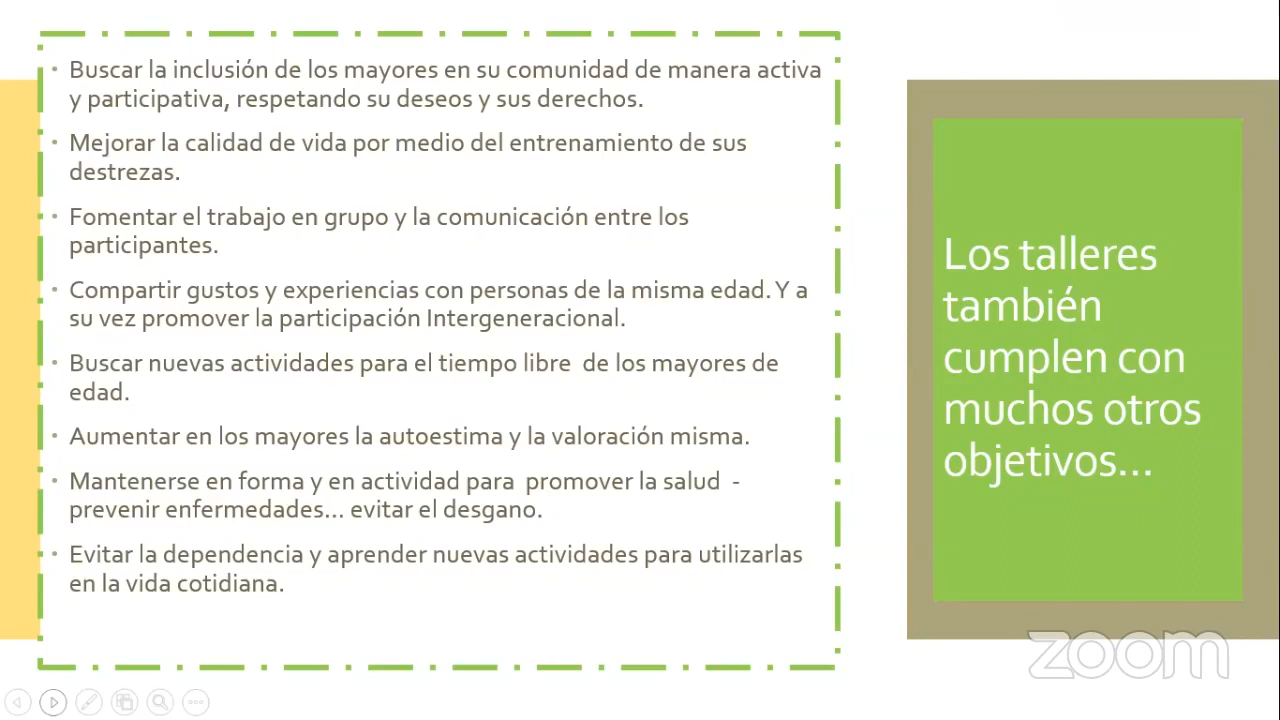 Buscar la inclusión de los mayores en su comunidad de manera activa
y participativa, respetando su deseos y sus derechos.
Mejorar la calidad de vida por medio del entrenamiento de sus
destrezas.
Fomentar el trabajo en grupo y la comunicación entre los
participantes.
Compartir gustos y experiencias con personas de la misma edad. Y a
su vez promover la participación Intergeneracional.
Buscar nuevas actividades para el tiempo libre de los mayores de
edad.
Aumentar en los mayores la autoestima y la valoración misma.
Mantenerse en forma y en actividad para promover la salud -
prevenir enfermedades... evitar el desgano.
Evitar la dependencia y aprender nuevas actividades para utilizarlas
en la vida cotidiana.
Los talleres
también
cumplen con
muchos otros
objetivos...
zoom